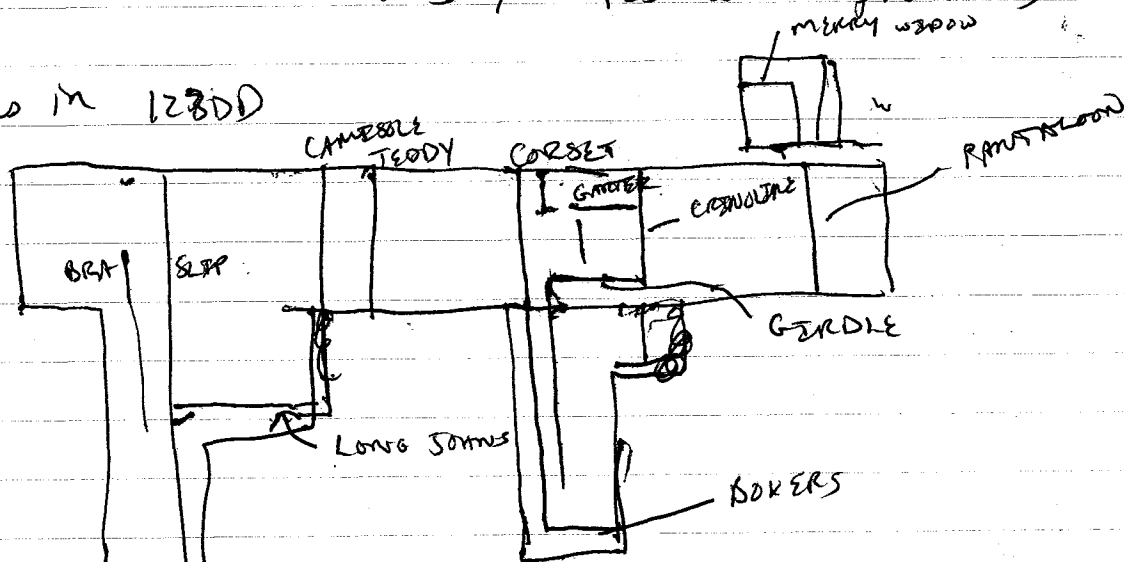 MERRY WIDOW
in 128DD
CAMISOLE
TEDDY
CORSET
PANTALOON
GARTER
CRINOLINE
BRA
SLIP
GIRDLE
LONG JOHNS
BOXERS